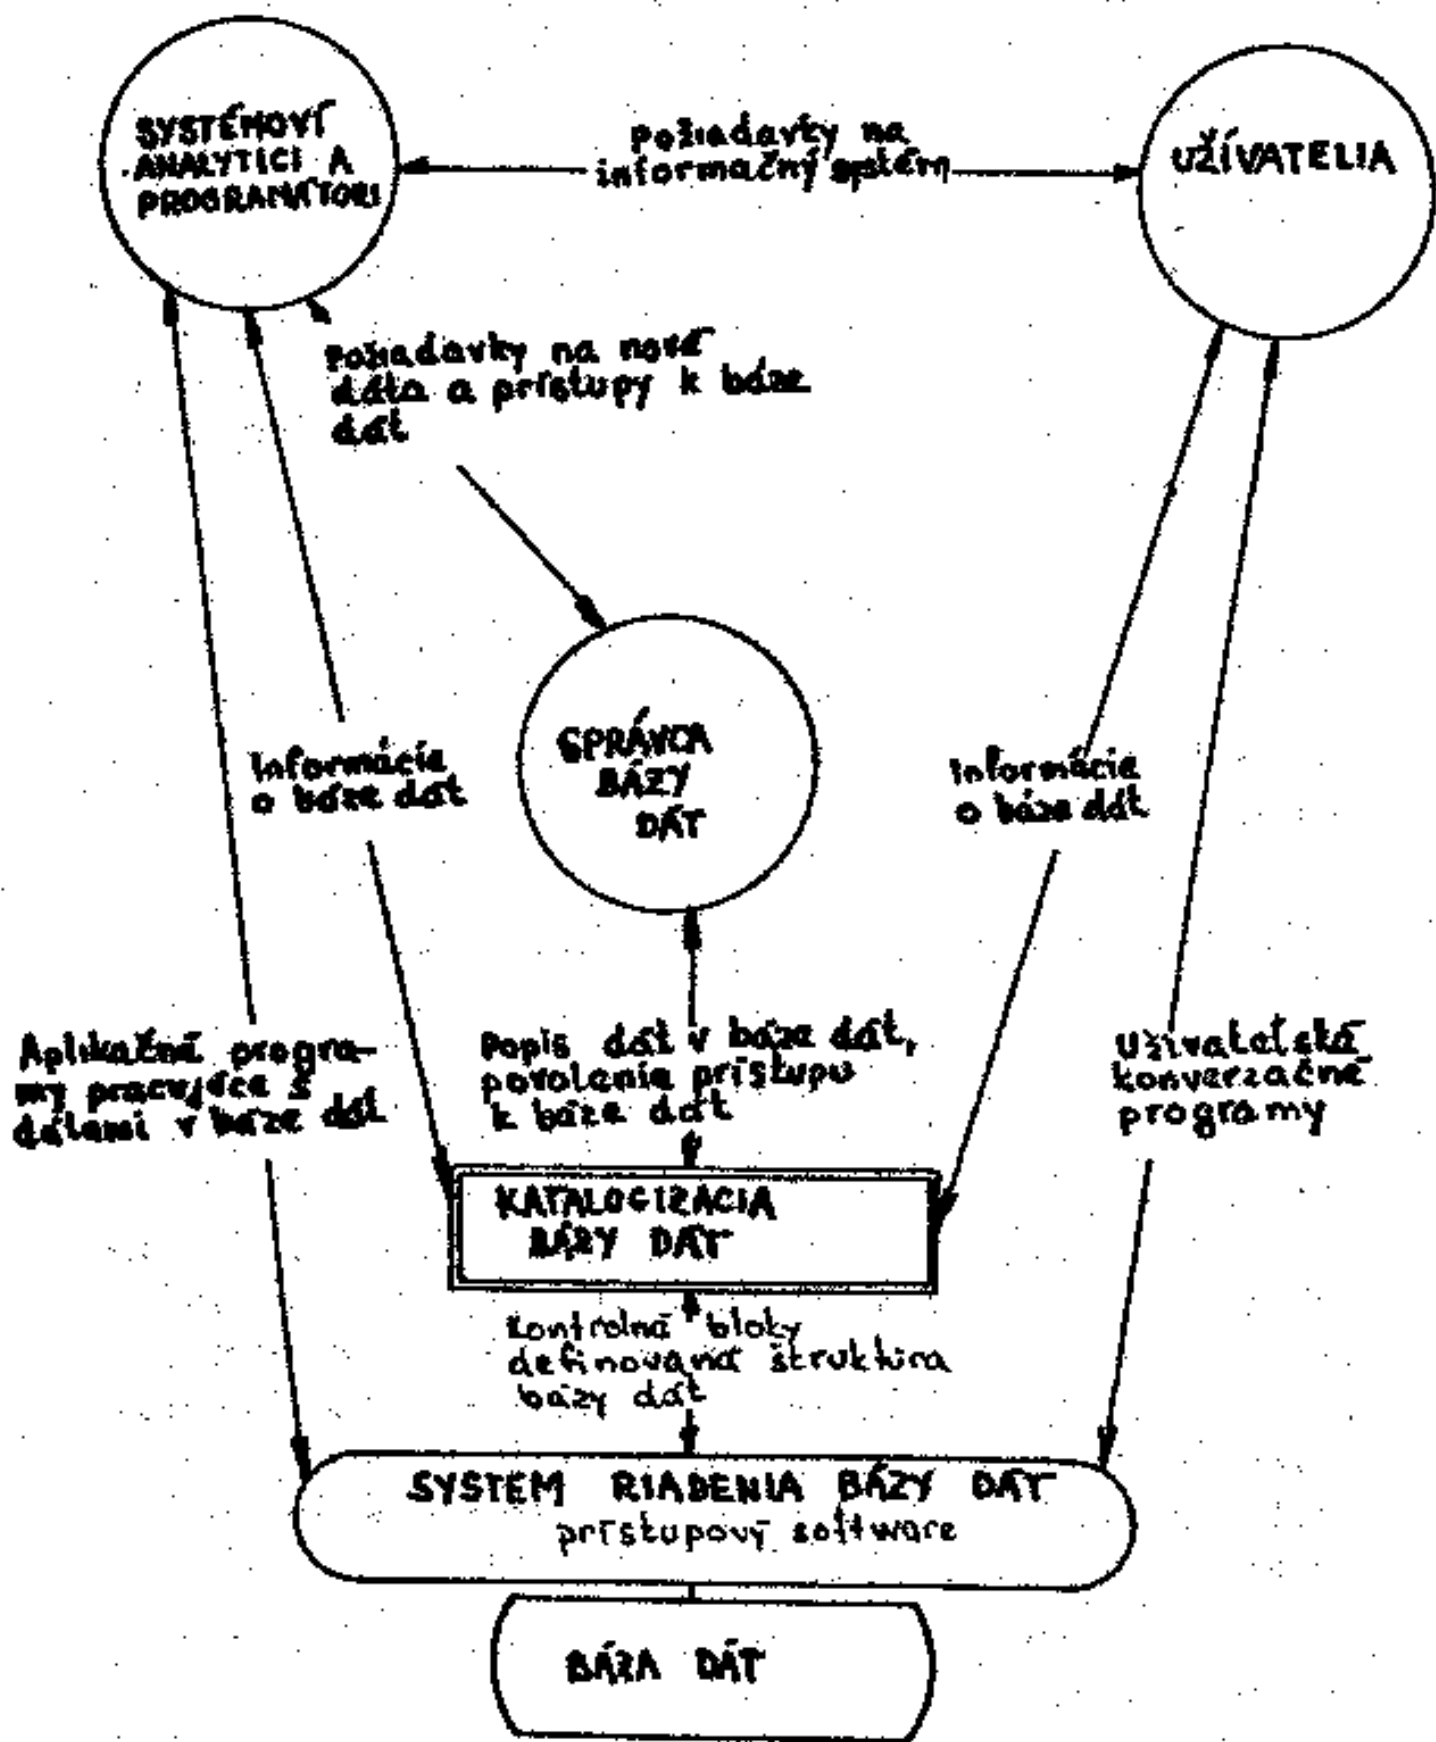 SYSTÉMOVÍ
ANALYTICI A
PROGRAMÁTORI
Požiadavky na
informačný systém
UŽÍVATELIA
Požiadavky na nové
dáta a prístupy k báze
dát
SPRÁVCA
BÁZY
DÁT
Informácie
o báze dát
Informácie
o báze dát
Aplikačné progra-
my pracujúce s
dátami v báze dát
Popis dát v báze dát,
povolenie prístupu
k báze dát
Užívateľské
konverzačné
programy
KATALOGIZÁCIA
BÁZY DÁT
Kontrolné bloky
definovaná štruktúra
bázy dát
SYSTEM RIADENIA BÁZY DÁT
prístupový software
BÁZA DÁT